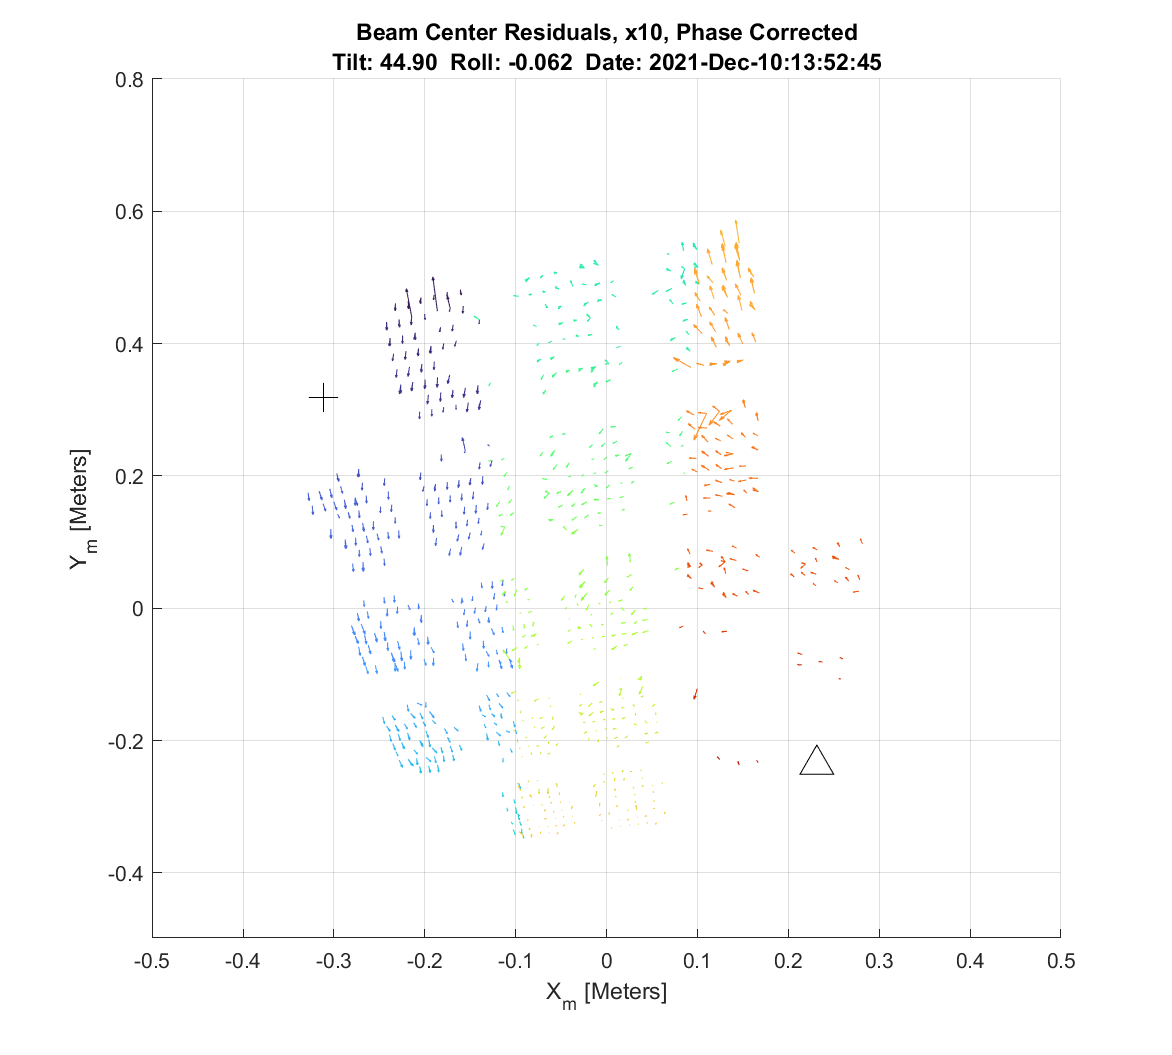 Beam Center Residuals, x10, Phase Corrected
Tilt: 44.90  Roll: -0.062  Date: 2021-Dec-10:13:52:45
0.8
0.6
0.4
0.2
0
-0.2
-0.4
Y_m [Meters]
-0.5 -0.4 -0.3 -0.2 -0.1 0 0.1 0.2 0.3 0.4 0.5
X_m [Meters]